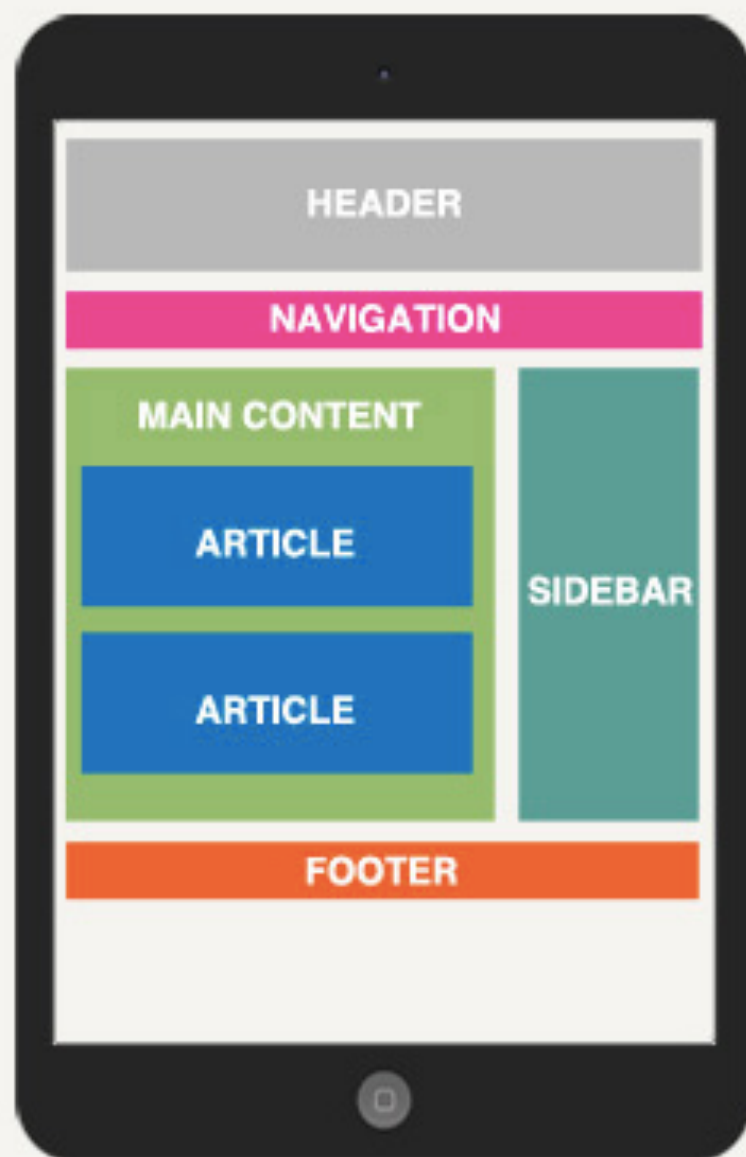 HEADER
NAVIGATION
MAIN CONTENT
ARTICLE
ARTICLE
SIDEBAR
FOOTER